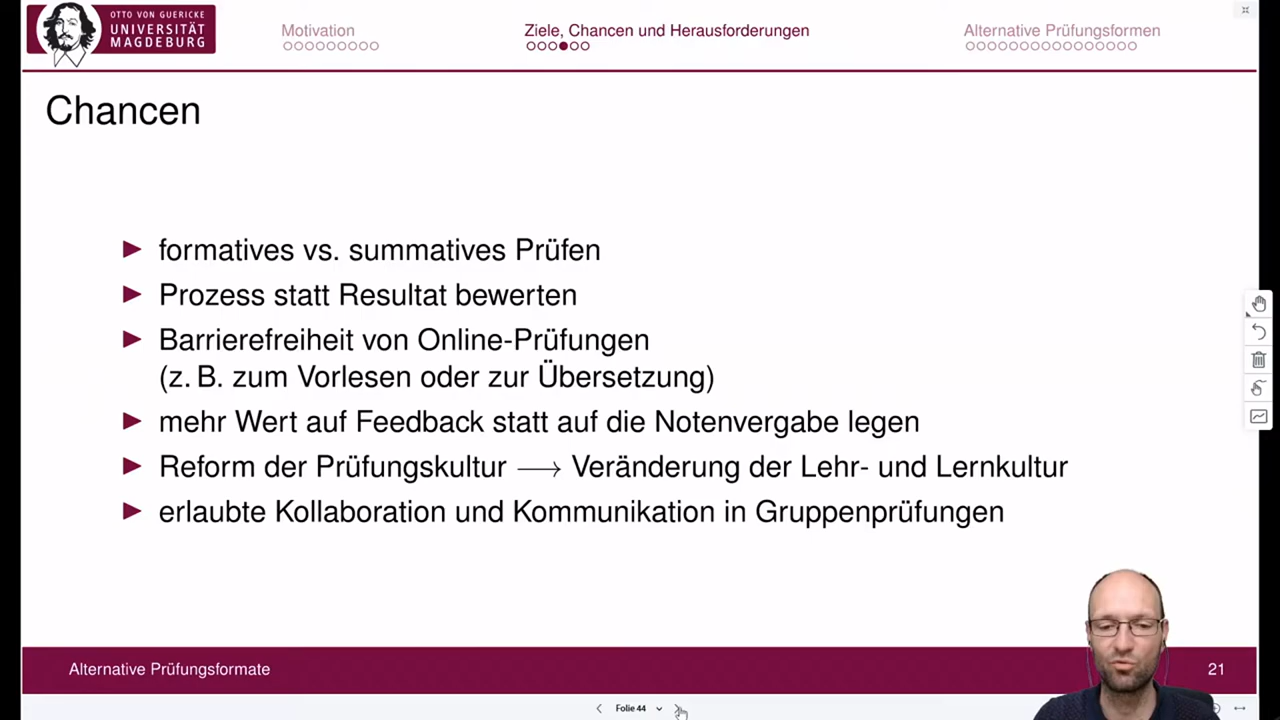 OTTO VON GUERICKE
UNIVERSITÄT
MAGDEBURG
Motivation
Ziele, Chancen und Herausforderungen
Alternative Prüfungsformen
Chancen
formatives vs. summatives Prüfen
Prozess statt Resultat bewerten
Barrierefreiheit von Online-Prüfungen
(z. B. zum Vorlesen oder zur Übersetzung)
mehr Wert auf Feedback statt auf die Notenvergabe legen
Reform der Prüfungskultur ⟶ Veränderung der Lehr- und Lernkultur
erlaubte Kollaboration und Kommunikation in Gruppenprüfungen
Alternative Prüfungsformate
21
Folie 44